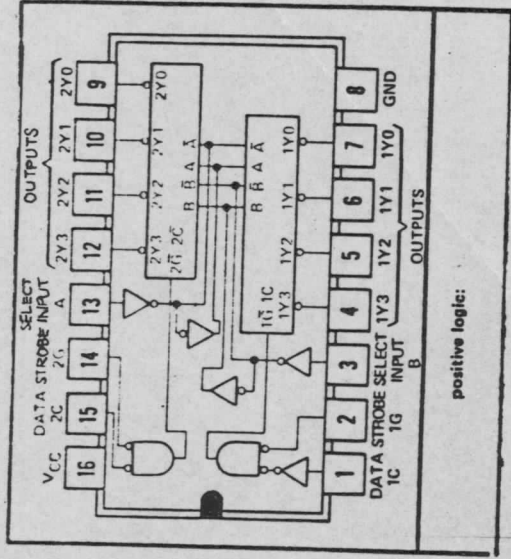 OUTPUTS
SELECT
DATA STROBE INPUT
VCC 2C 2G A 2Y3 2Y2 2Y1 2Y0
16 15 14 13 12 11 10 9
2Y3 2Y2 2Y1 2Y0
2G̅ 2C
B B̅ A A̅
1G̅ 1C
1Y3 1Y2 1Y1 1Y0
1 2 3 4 5 6 7 8
DATA STROBE SELECT 1Y3 1Y2 1Y1 1Y0 GND
1C 1G INPUT
B
OUTPUTS
positive logic: